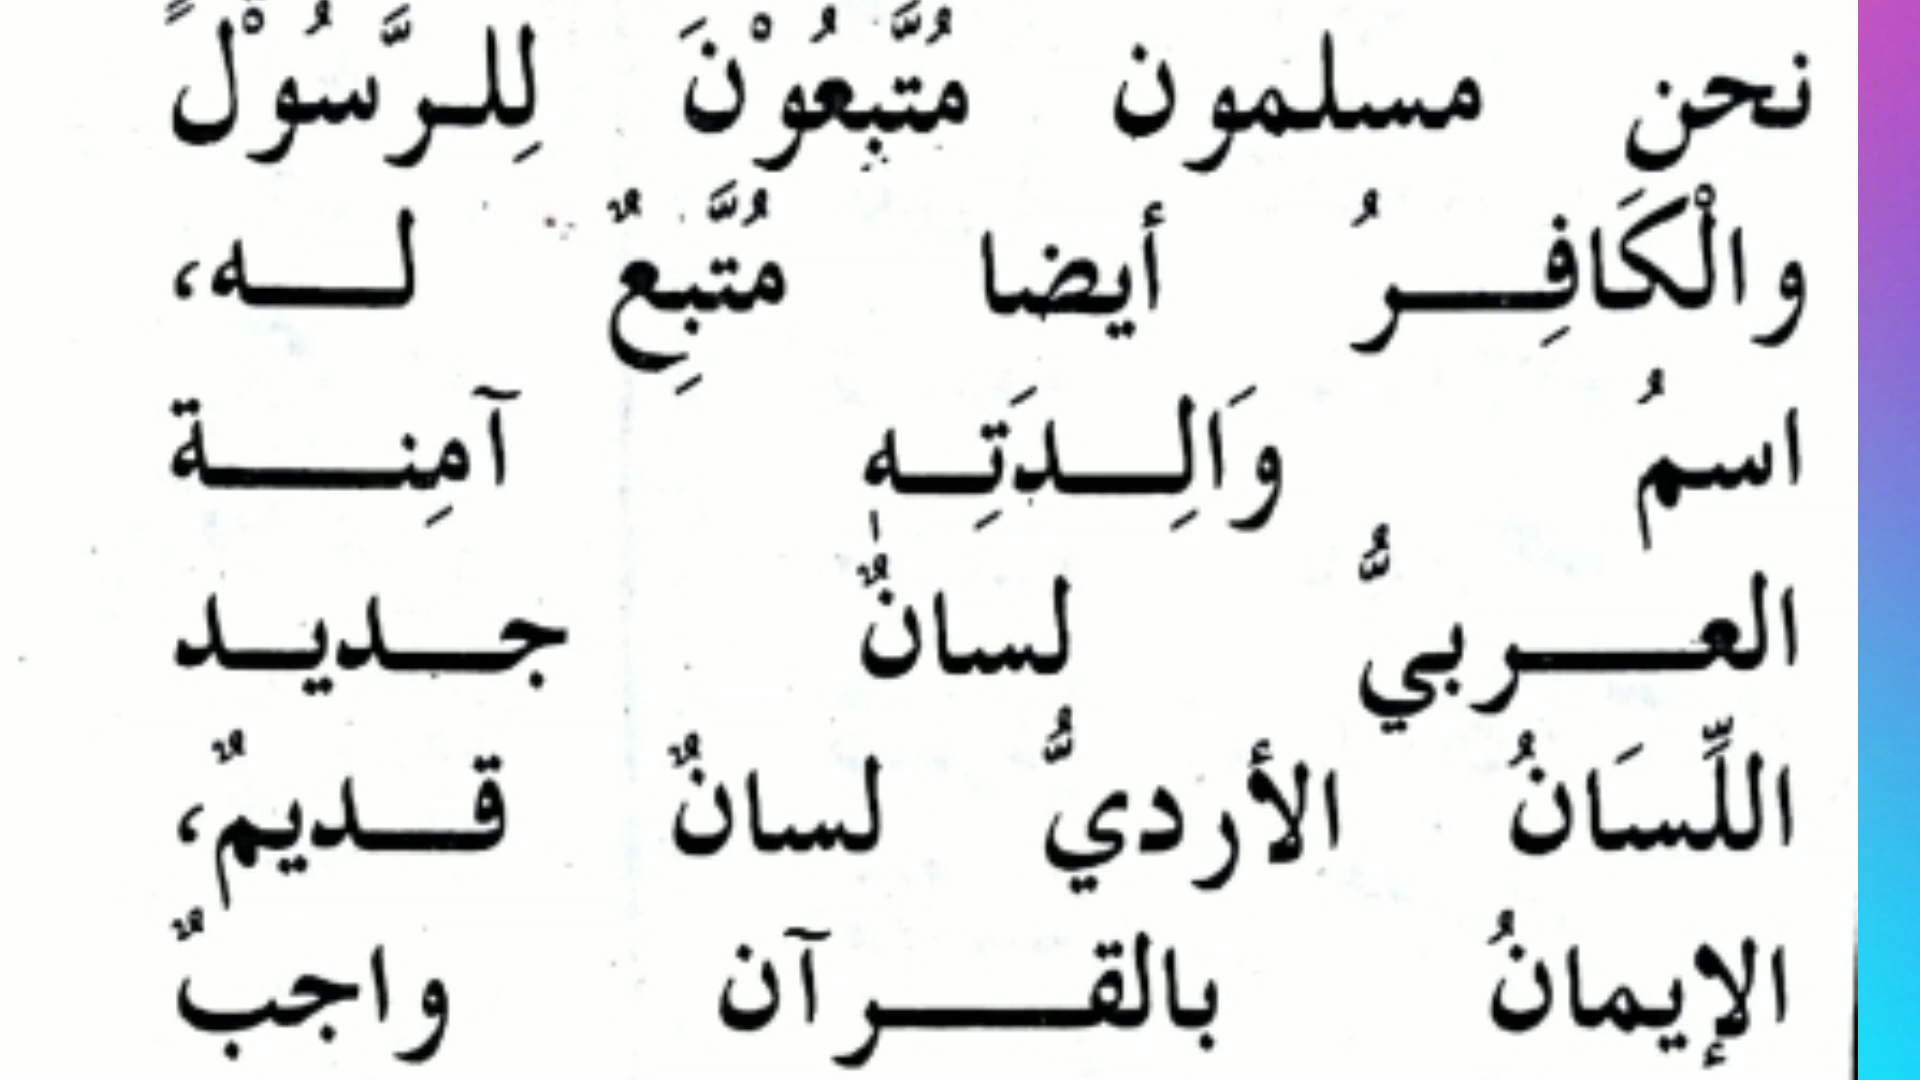 نحن مسلمون مُتَّبِعُوْنَ لِلرَّسُوْلِ
والْكَافِرُ أيضا مُتَّبِعٌ له،
اسمُ وَالِدَتِه آمِنة
العربيُّ لسانٌ جديد
اللِّسَانُ الأرديُّ لسانٌ قديمٌ،
الإيمانُ بالقرآن واجبٌ